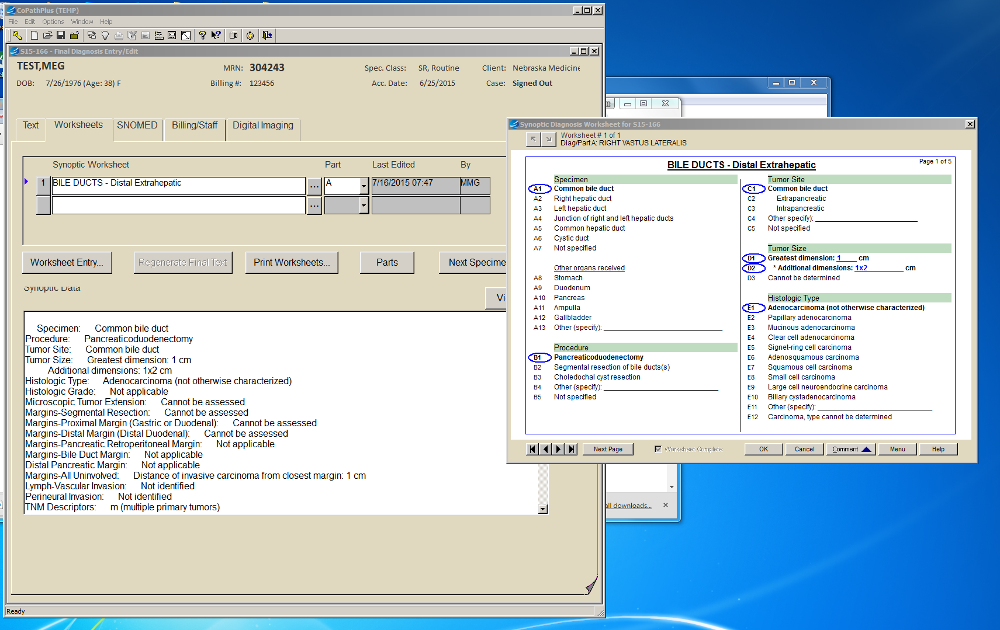 CoPathPlus (TEMP)
File Edit Options Window Help
S15-166 - Final Diagnosis Entry/Edit
TEST,MEG
MRN: 304243
Spec. Class: SR, Routine
Client: Nebraska Medicine
DOB: 7/26/1976 (Age: 38) F
Billing #: 123456
Acc. Date: 6/25/2015
Case: Signed Out
Text Worksheets SNOMED Billing/Staff Digital Imaging
Synoptic Worksheet Part Last Edited By
1 BILE DUCTS - Distal Extrahepatic ... A 7/16/2015 07:47 MMG
...
Worksheet Entry... Regenerate Final Text Print Worksheets... Parts Next Specime
Synoptic Data
Vi
Specimen: Common bile duct
Procedure: Pancreaticoduodenectomy
Tumor Site: Common bile duct
Tumor Size: Greatest dimension: 1 cm
Additional dimensions: 1x2 cm
Histologic Type: Adenocarcinoma (not otherwise characterized)
Histologic Grade: Not applicable
Microscopic Tumor Extension: Cannot be assessed
Margins-Segmental Resection: Cannot be assessed
Margins-Proximal Margin (Gastric or Duodenal): Cannot be assessed
Margins-Distal Margin (Distal Duodenal): Cannot be assessed
Margins-Pancreatic Retroperitoneal Margin: Not applicable
Margins-Bile Duct Margin: Not applicable
Distal Pancreatic Margin: Not applicable
Margins-All Uninvolved: Distance of invasive carcinoma from closest margin: 1 cm
Lymph-Vascular Invasion: Not identified
Perineural Invasion: Not identified
TNM Descriptors: m (multiple primary tumors)
Ready
Synoptic Diagnosis Worksheet for S15-166
Worksheet # 1 of 1
Diag/Part A: RIGHT VASTUS LATERALIS
BILE DUCTS - Distal Extrahepatic
Page 1 of 5
Specimen
A1 Common bile duct
A2 Right hepatic duct
A3 Left hepatic duct
A4 Junction of right and left hepatic ducts
A5 Common hepatic duct
A6 Cystic duct
A7 Not specified
Other organs received
A8 Stomach
A9 Duodenum
A10 Pancreas
A11 Ampulla
A12 Gallbladder
A13 Other (specify):
Procedure
B1 Pancreaticoduodenectomy
B2 Segmental resection of bile ducts(s)
B3 Choledochal cyst resection
B4 Other (specify):
B5 Not specified
Tumor Site
C1 Common bile duct
C2 Extrapancreatic
C3 Intrapancreatic
C4 Other specify):
C5 Not specified
Tumor Size
D1 Greatest dimension: 1 cm
D2 * Additional dimensions: 1x2 cm
D3 Cannot be determined
Histologic Type
E1 Adenocarcinoma (not otherwise characterized)
E2 Papillary adenocarcinoma
E3 Mucinous adenocarcinoma
E4 Clear cell adenocarcinoma
E5 Signet-ring cell carcinoma
E6 Adenosquamous carcinoma
E7 Squamous cell carcinoma
E8 Small cell carcinoma
E9 Large cell neuroendocrine carcinoma
E10 Biliary cystadenocarcinoma
E11 Other (specify):
E12 Carcinoma, type cannot be determined
Next Page Worksheet Complete OK Cancel Comment Menu Help
all downloads...